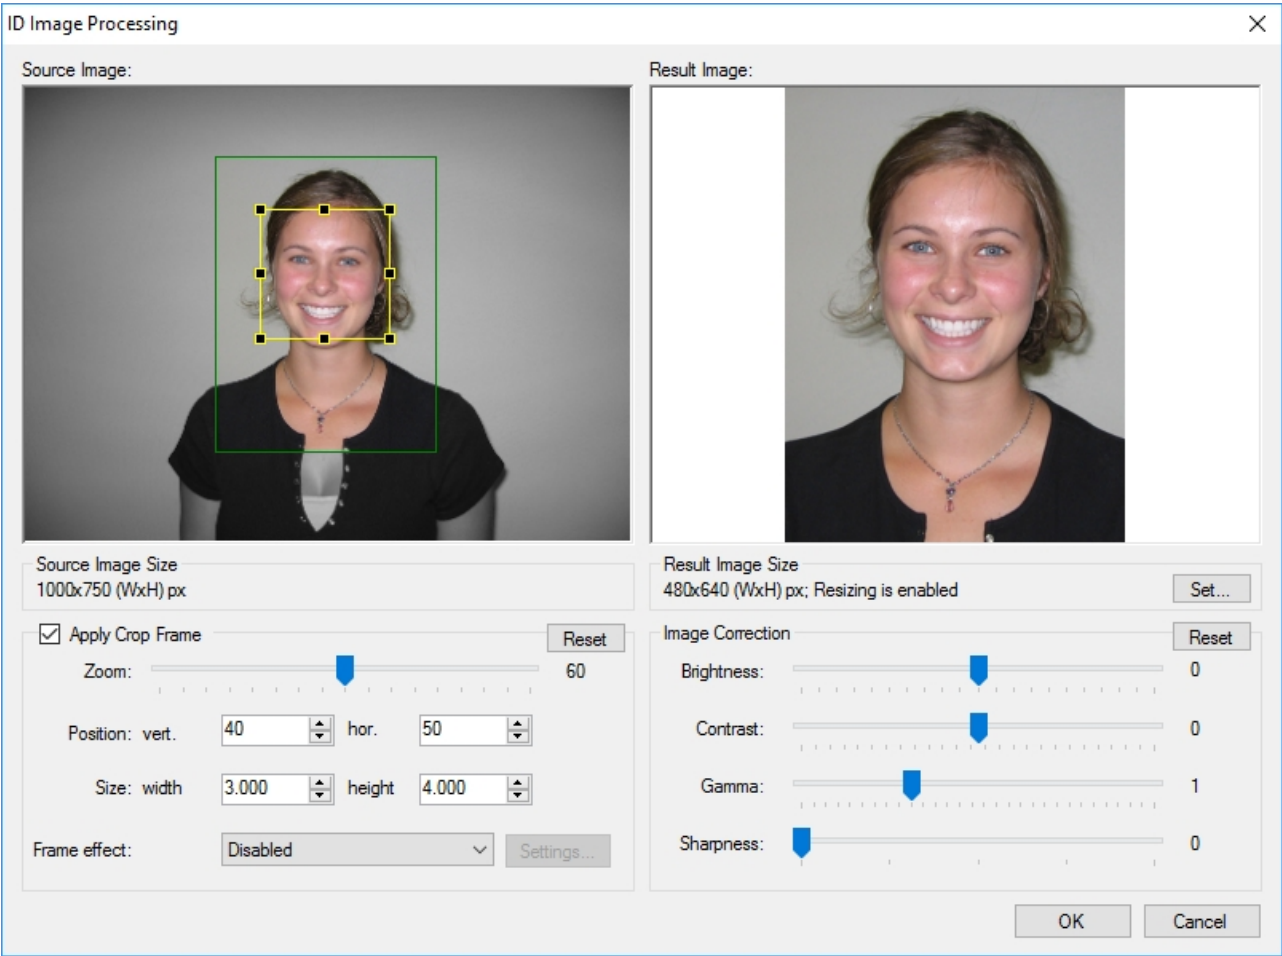 ID Image Processing
Source Image:
Result Image:
Source Image Size
1000x750 (WxH) px
Result Image Size
480x640 (WxH) px; Resizing is enabled
Set...
Apply Crop Frame
Reset
Zoom:
60
Position: vert.
40
hor.
50
Size: width
3.000
height
4.000
Frame effect:
Disabled
Settings...
Image Correction
Reset
Brightness:
0
Contrast:
0
Gamma:
1
Sharpness:
0
OK
Cancel